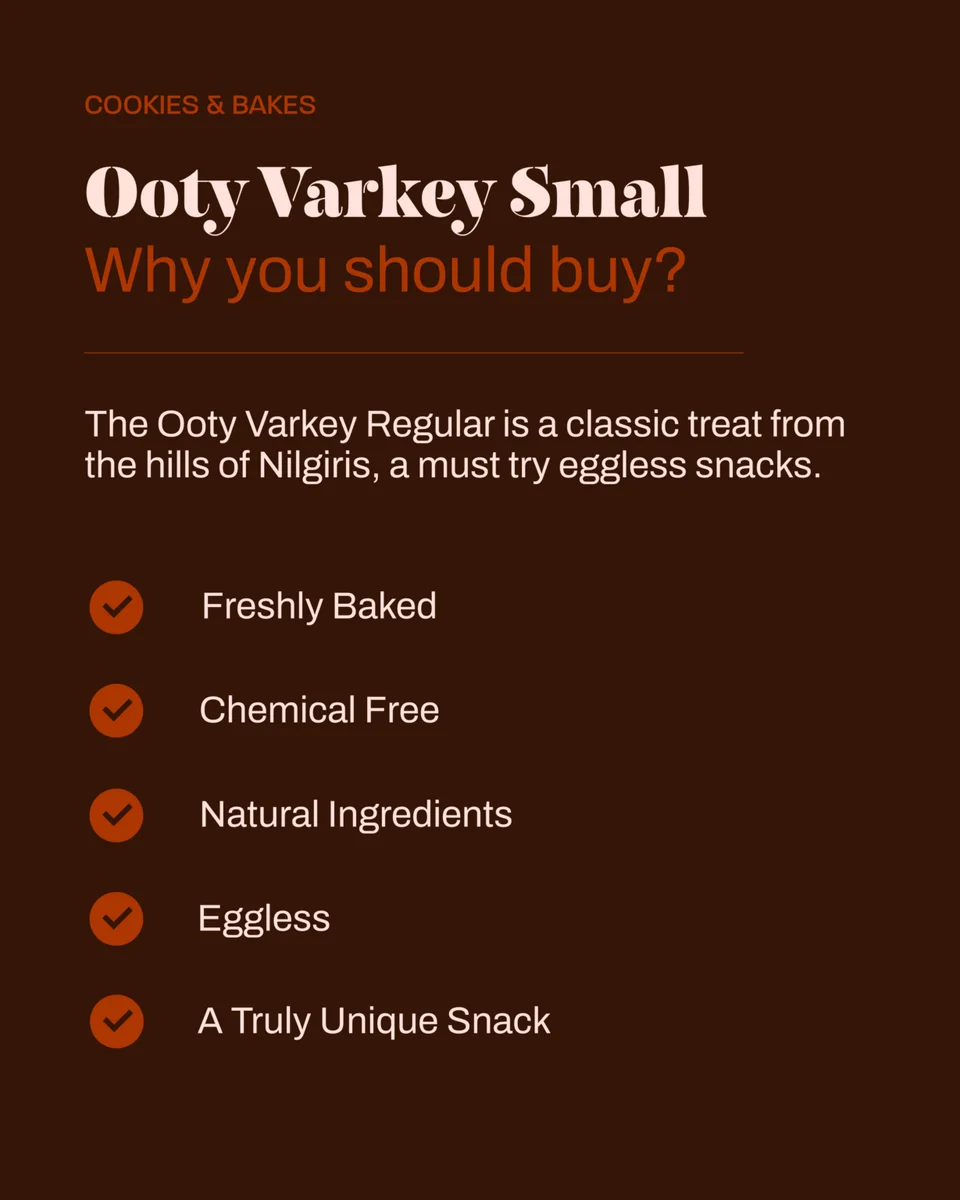 COOKIES & BAKES
Ooty Varkey Small
Why you should buy?
The Ooty Varkey Regular is a classic treat from
the hills of Nilgiris, a must try eggless snacks.
Freshly Baked
Chemical Free
Natural Ingredients
Eggless
A Truly Unique Snack